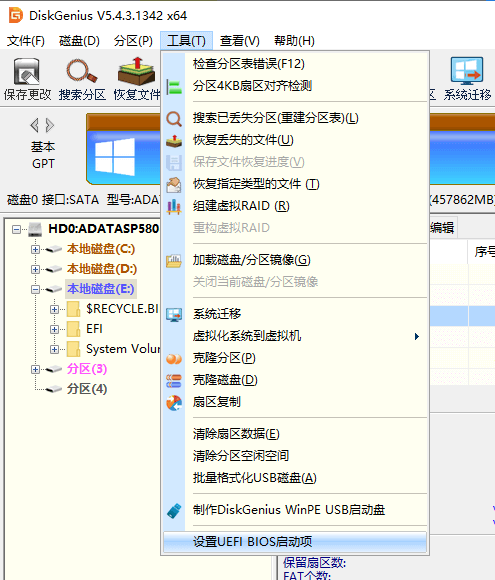 DiskGenius V5.4.3.1342 x64
文件(F) 磁盘(D) 分区(P) 工具(T) 查看(V) 帮助(H)
保存更改 搜索分区 恢复文件 区 系统迁移
基本
GPT
磁盘0 接口:SATA 型号:ADA (457862MB)
HD0:ADATASP580
本地磁盘(C:)
本地磁盘(D:)
本地磁盘(E:)
$RECYCLE.BI
EFI
System Volu
分区(3)
分区(4)
检查分区表错误(F12)
分区4KB扇区对齐检测
搜索已丢失分区(重建分区表)(L)
恢复丢失的文件(U)
保存文件恢复进度(V)
恢复指定类型的文件 (T)
组建虚拟RAID (R)
重构虚拟RAID
加载磁盘/分区镜像(G)
关闭当前磁盘/分区镜像
系统迁移
虚拟化系统到虚拟机
克隆分区(P)
克隆磁盘(D)
扇区复制
清除扇区数据(E)
清除分区空闲空间
批量格式化USB磁盘(A)
制作DiskGenius WinPE USB启动盘
设置UEFI BIOS启动项
编辑
序号
保留扇区数:
FAT个数: